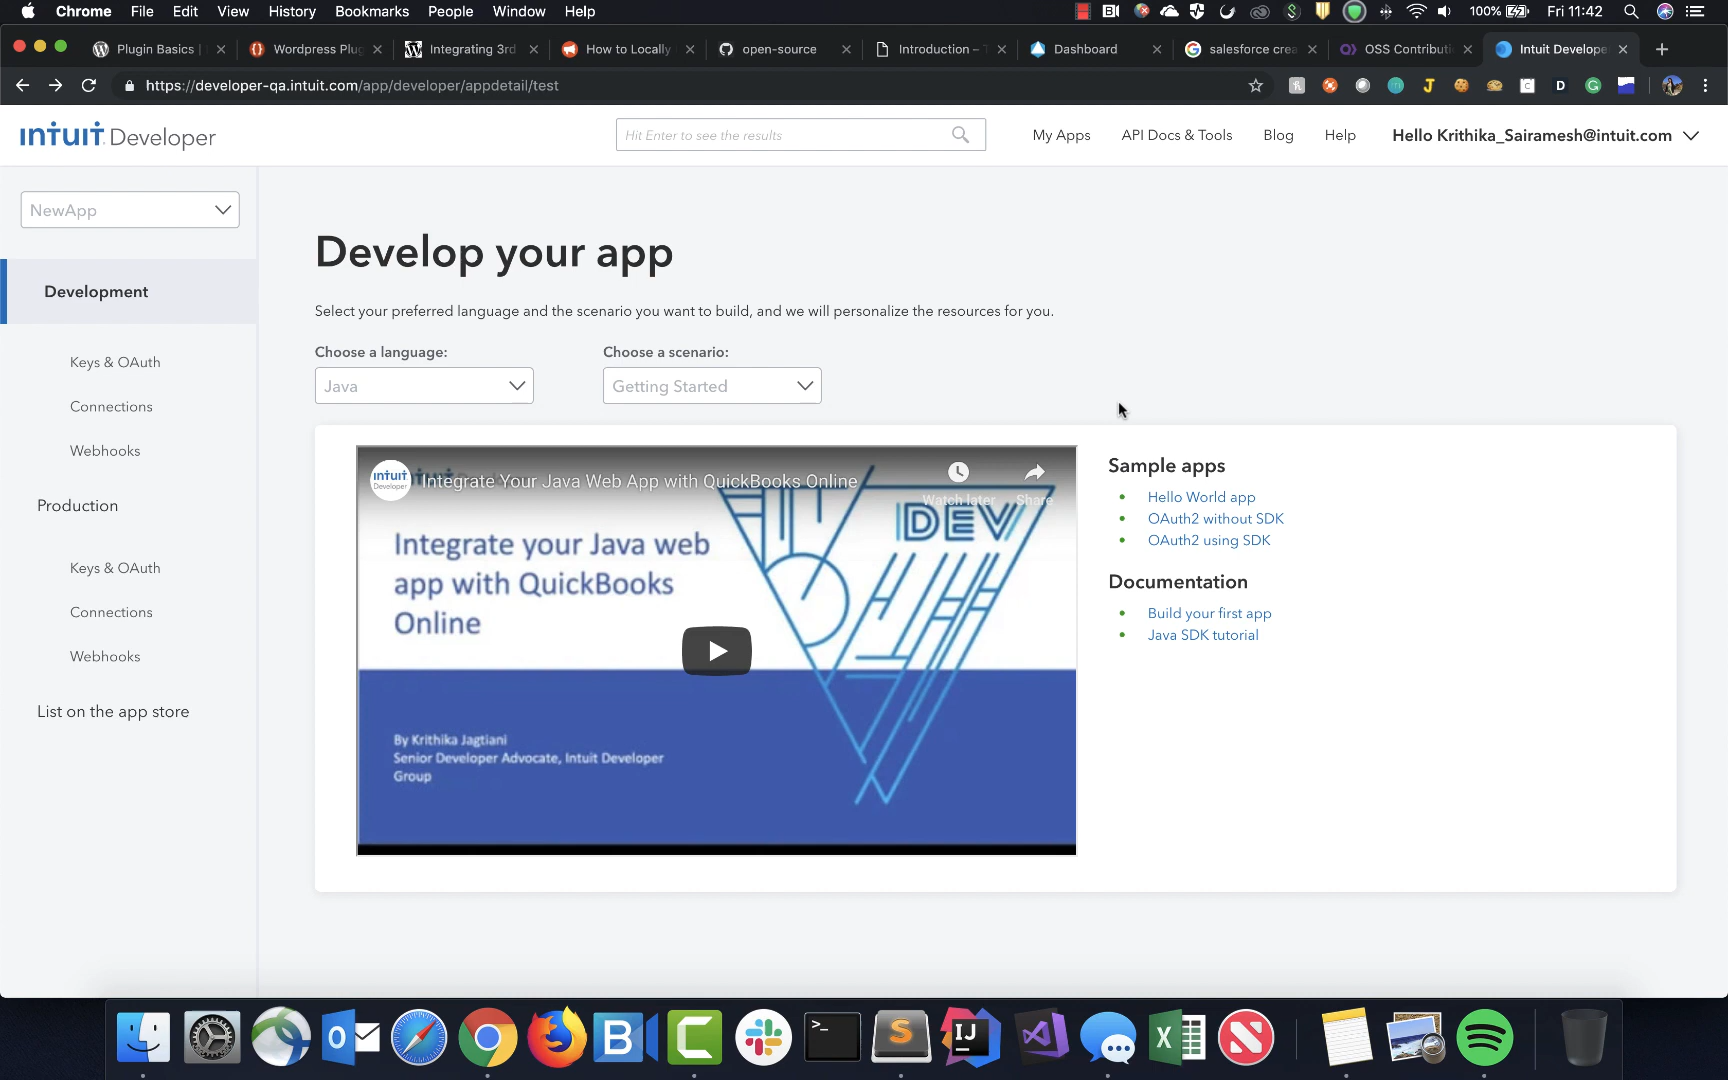 Chrome File Edit View History Bookmarks People Window Help 100% Fri 11:42
Plugin Basics | Wordpress Plug Integrating 3rd How to Locally open-source Introduction – Dashboard salesforce crea OSS Contributi Intuit Develope
https://developer-qa.intuit.com/app/developer/appdetail/test
intuit Developer
Hit Enter to see the results
My Apps API Docs & Tools Blog Help Hello Krithika_Sairamesh@intuit.com
NewApp
Development
Keys & OAuth
Connections
Webhooks
Production
Keys & OAuth
Connections
Webhooks
List on the app store
Develop your app
Select your preferred language and the scenario you want to build, and we will personalize the resources for you.
Choose a language: Choose a scenario:
Java Getting Started
intuit Developer
Integrate Your Java Web App with QuickBooks Online
Watch later Share
Integrate your Java web
app with QuickBooks
Online
DEV
By Krithika Jagtiani
Senior Developer Advocate, Intuit Developer
Group
Sample apps
Hello World app
OAuth2 without SDK
OAuth2 using SDK
Documentation
Build your first app
Java SDK tutorial